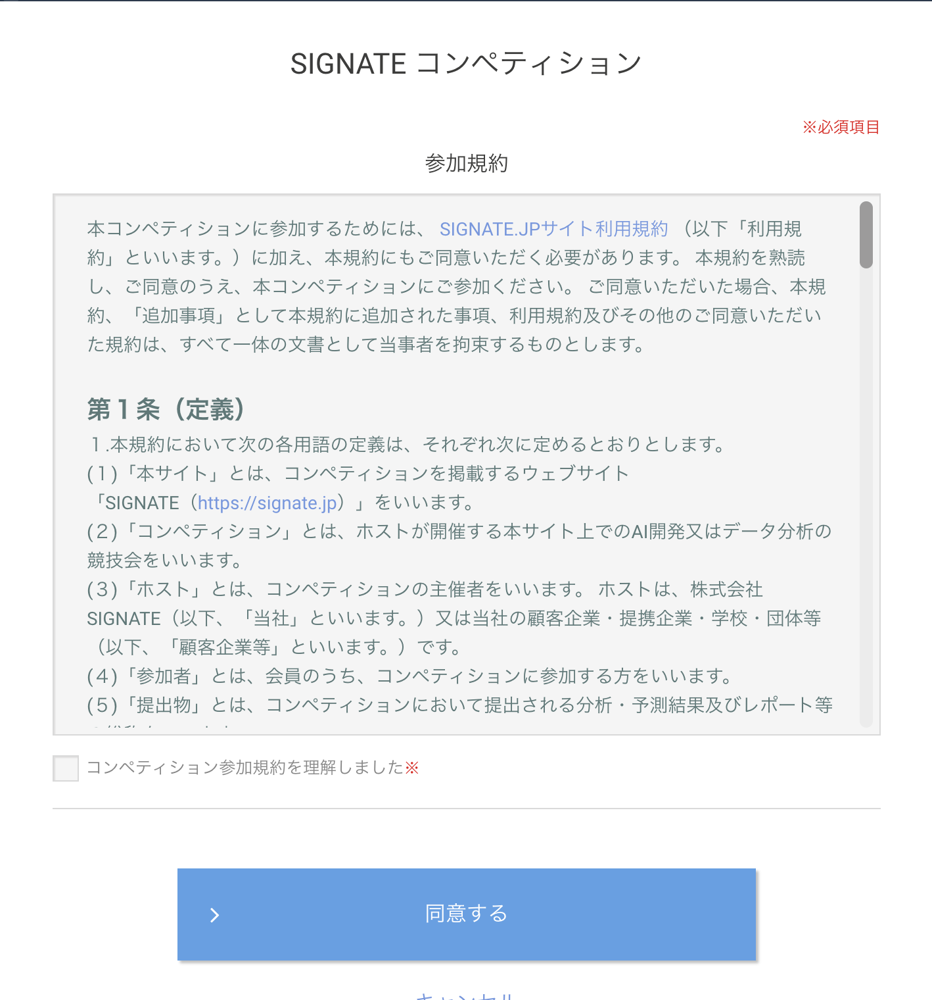 SIGNATE コンペティション
※必須項目
参加規約
本コンペティションに参加するためには、 SIGNATE.JPサイト利用規約 （以下「利用規
約」といいます。）に加え、本規約にもご同意いただく必要があります。 本規約を熟読
し、ご同意のうえ、本コンペティションにご参加ください。 ご同意いただいた場合、本規
約、「追加事項」として本規約に追加された事項、利用規約及びその他のご同意いただい
た規約は、すべて一体の文書として当事者を拘束するものとします。
第１条（定義）
１.本規約において次の各用語の定義は、それぞれ次に定めるとおりとします。
(１)「本サイト」とは、コンペティションを掲載するウェブサイト
「SIGNATE（https://signate.jp）」をいいます。
(２)「コンペティション」とは、ホストが開催する本サイト上でのAI開発又はデータ分析の
競技会をいいます。
(３)「ホスト」とは、コンペティションの主催者をいいます。 ホストは、株式会社
SIGNATE（以下、「当社」といいます。）又は当社の顧客企業・提携企業・学校・団体等
（以下、「顧客企業等」といいます。）です。
(４)「参加者」とは、会員のうち、コンペティションに参加する方をいいます。
(５)「提出物」とは、コンペティションにおいて提出される分析・予測結果及びレポート等
コンペティション参加規約を理解しました※
同意する
キャンセル